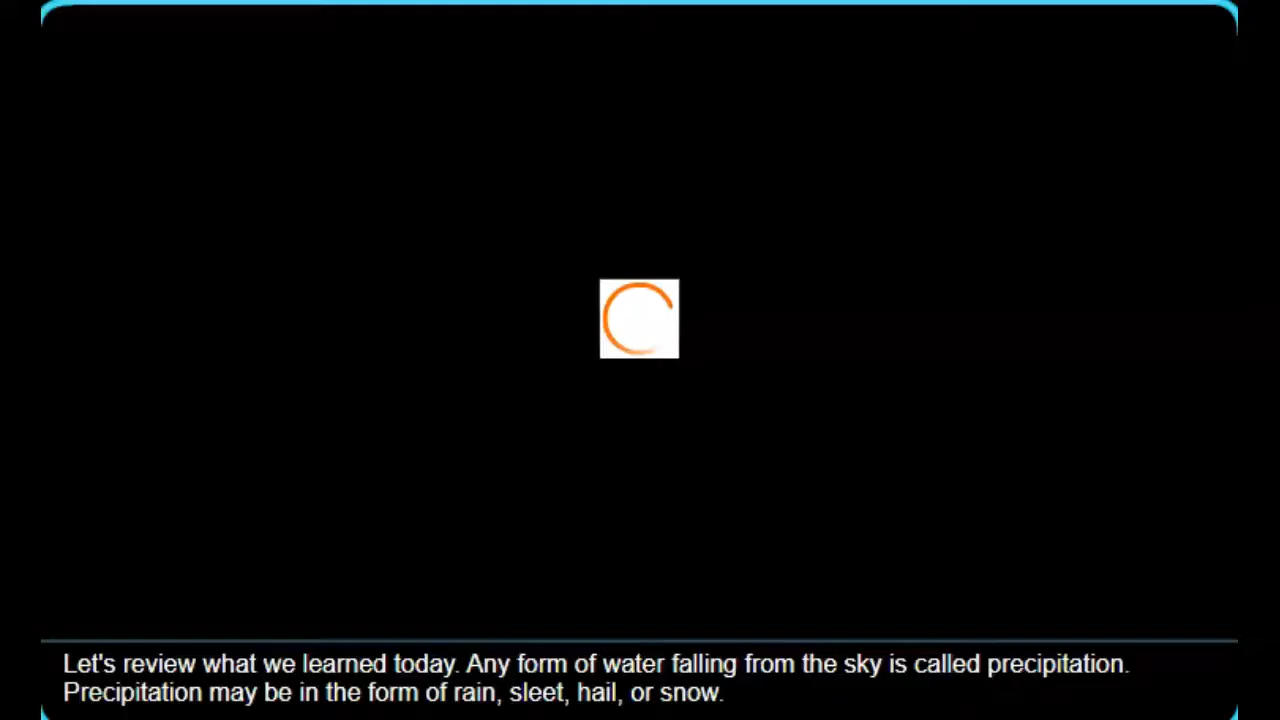 Let's review what we learned today. Any form of water falling from the sky is called precipitation.
Precipitation may be in the form of rain, sleet, hail, or snow.